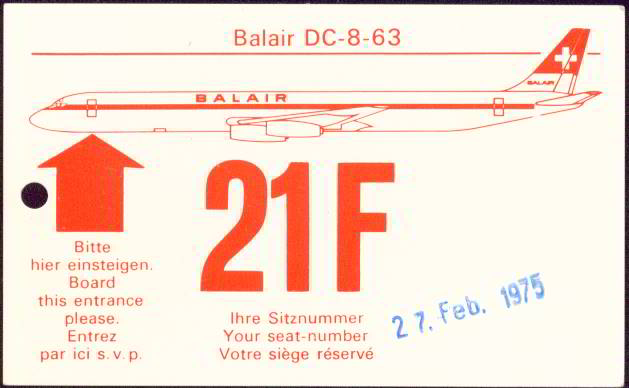 Balair DC-8-63
BALAIR
BALAIR
21F
Bitte
hier einsteigen.
Board
this entrance
please.
Entrez
par ici s.v.p.
Ihre Sitznummer
Your seat-number
Votre siège réservé
27. Feb. 1975